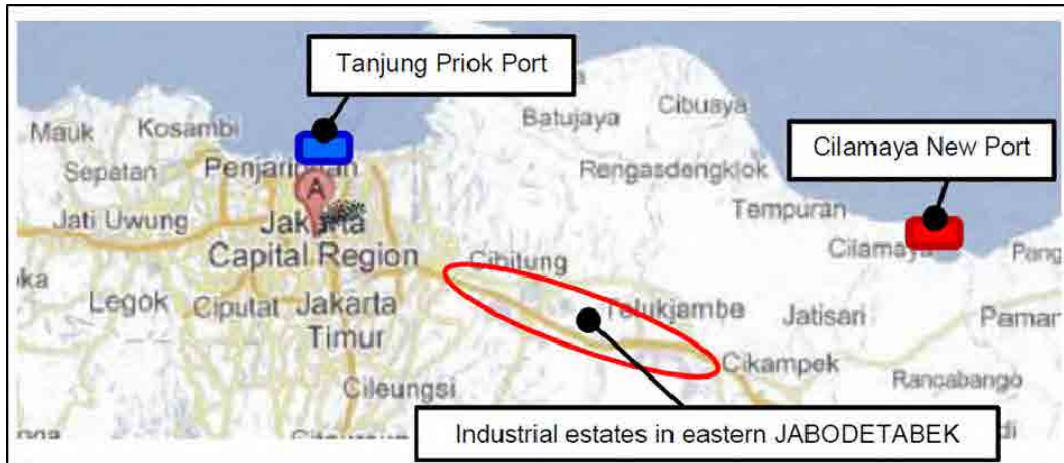 Tanjung Priok Port
Cibuaya
Batujaya
Mauk
Kosambi
Cilamaya New Port
Sepatan
Penjaringan
Rengasdengklok
A
Tempuran
Jati Uwung
Jakarta
Capital Region
Cilamaya
Cibitung
Legok
Ciputat
Jakarta
Timur
Telukjambe
Jatisari
Cikampek
Cileungsi
Rancabango
Industrial estates in eastern JABODETABEK